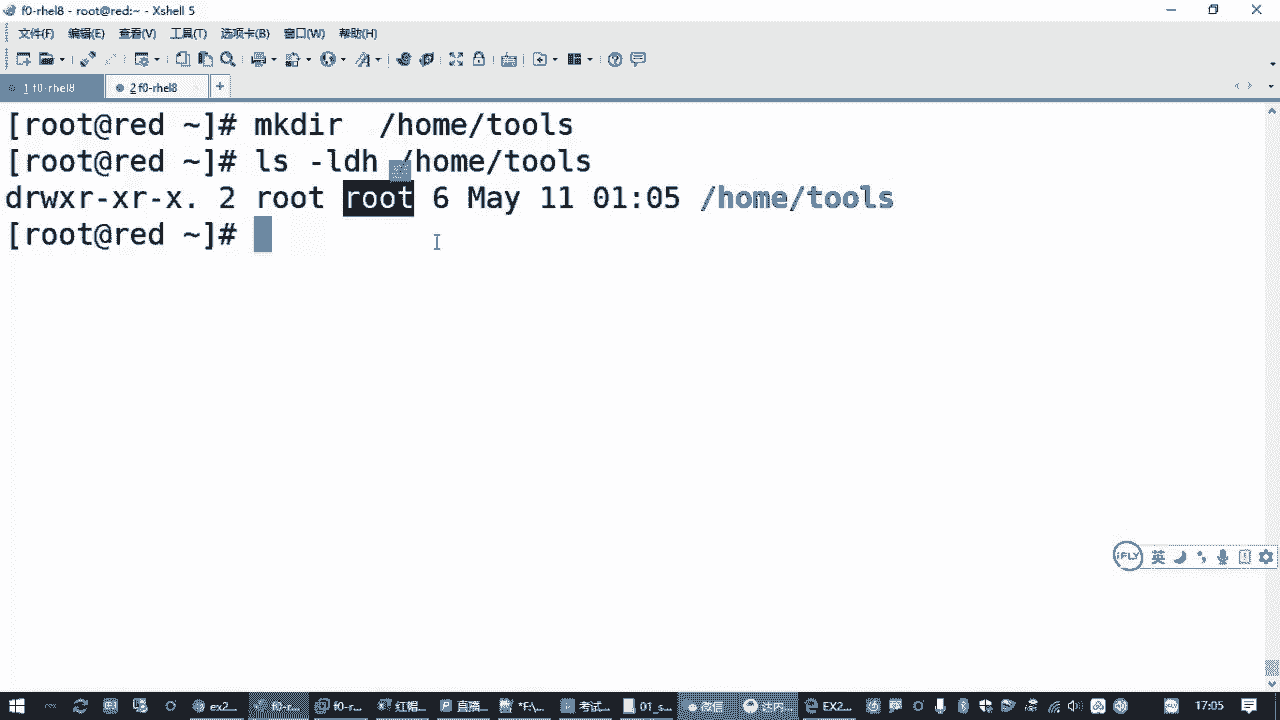 f0-rhel8 - root@red:~ - Xshell 5
文件(F) 编辑(E) 查看(V) 工具(T) 选项卡(B) 窗口(W) 帮助(H)
1 f0-rhel8 2 f0-rhel8 +
[root@red ~]# mkdir  /home/tools
[root@red ~]# ls -ldh /home/tools
drwxr-xr-x. 2 root root 6 May 11 01:05 /home/tools
[root@red ~]#
iFLY 英
ex2... f0-r... f0-r... 红帽... 直播... *F:\... 考试... 01_s... 微信 达内... EX2... 17:05